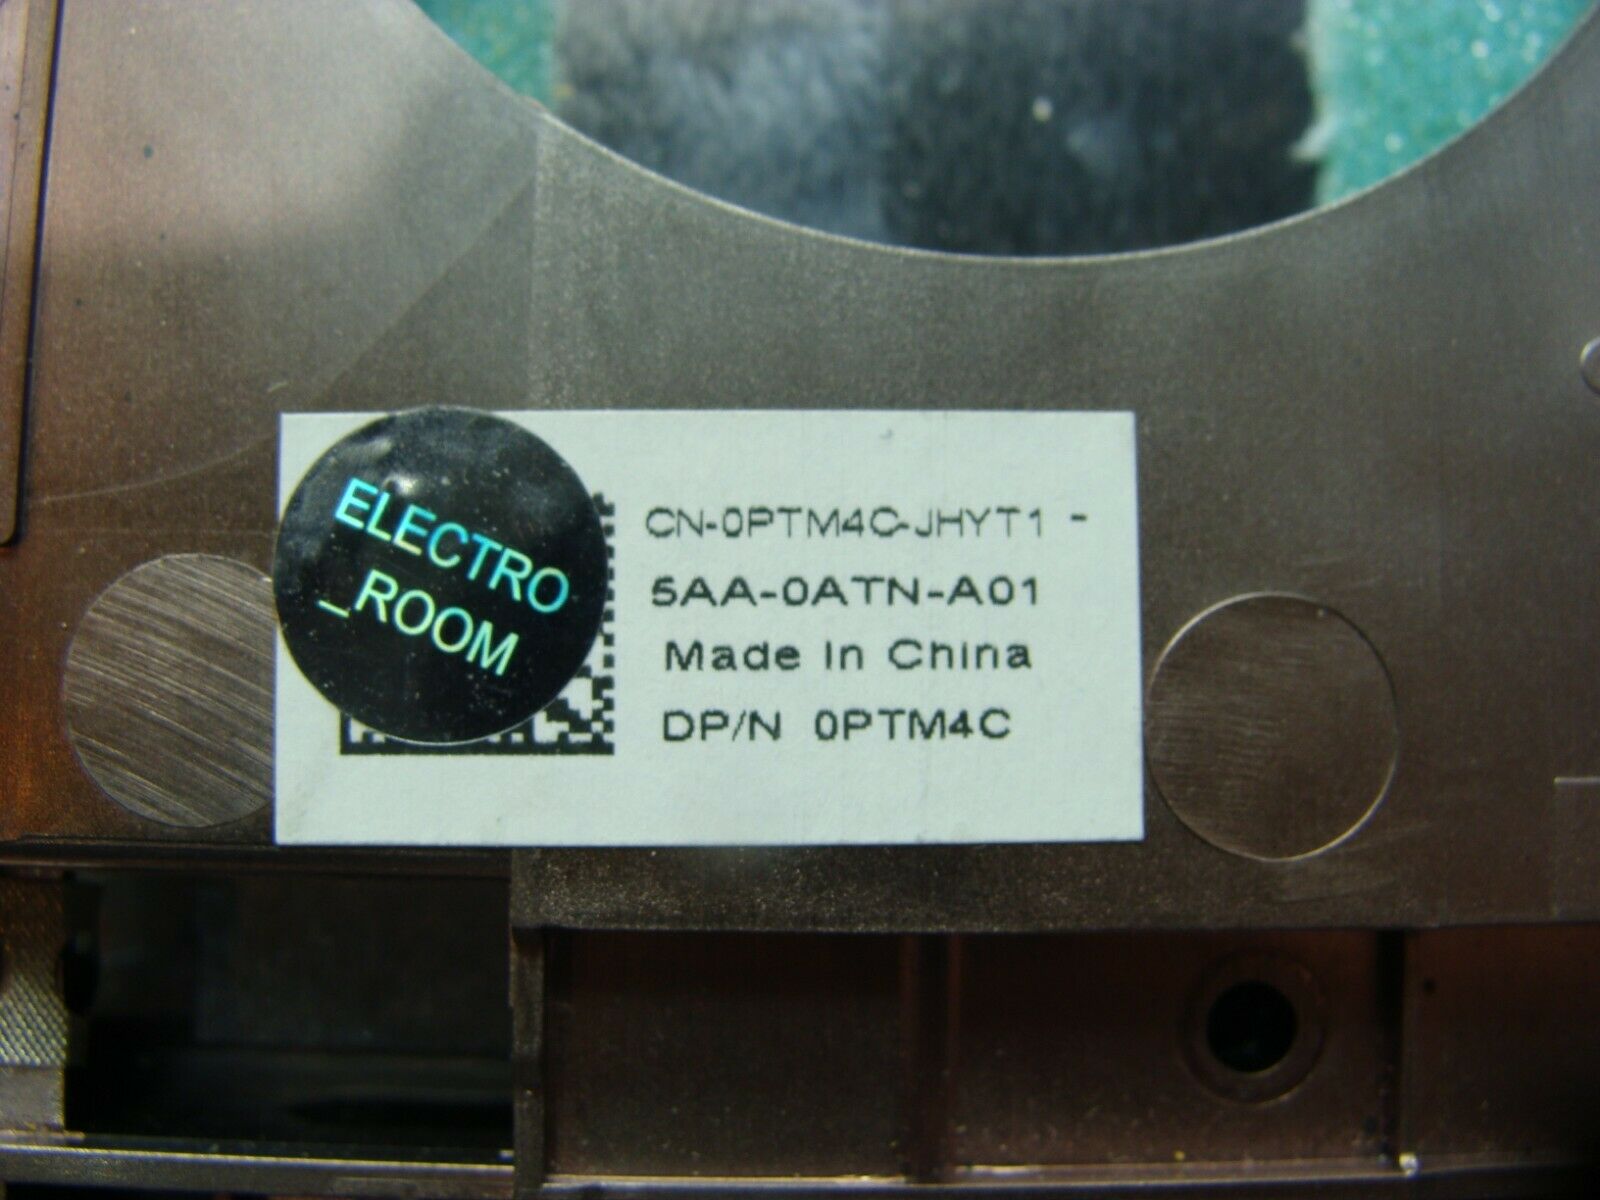 ELECTRO
_ROOM
CN-0PTM4C-JHYT1 -
5AA-0ATN-A01
Made In China
DP/N 0PTM4C